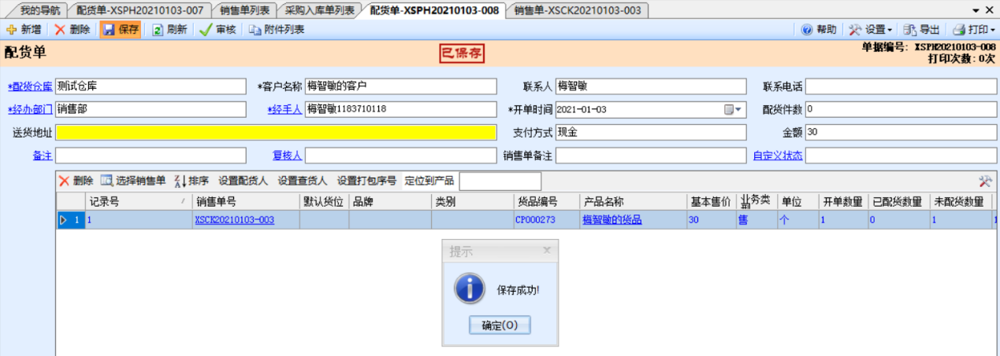 我的导航 配货单-XSPH20210103-007 销售单列表 采购入库单列表 配货单-XSPH20210103-008 销售单-XSCK20210103-003
新增 删除 保存 刷新 审核 附件列表 帮助 设置 导出 打印
配货单 已保存 单据编号: XSPH20210103-008
打印次数: 0次
*配货仓库 测试仓库 *客户名称 梅智敏的客户 联系人 梅智敏 联系电话
*经办部门 销售部 *经手人 梅智敏1183710118 *开单时间 2021-01-03 配货件数 0
送货地址 支付方式 现金 金额 30
备注 复核人 销售单备注 自定义状态
删除 选择销售单 排序 设置配货人 设置查货人 设置打包序号 定位到产品
记录号 销售单号 默认货位 品牌 类别 货品编号 产品名称 基本售价 业务类 单位 开单数量 已配货数量 未配货数量
1 1 XSCK20210103-003 CP000273 梅智敏的货品 30 售 个 1 0 1
提示
保存成功!
确定(O)